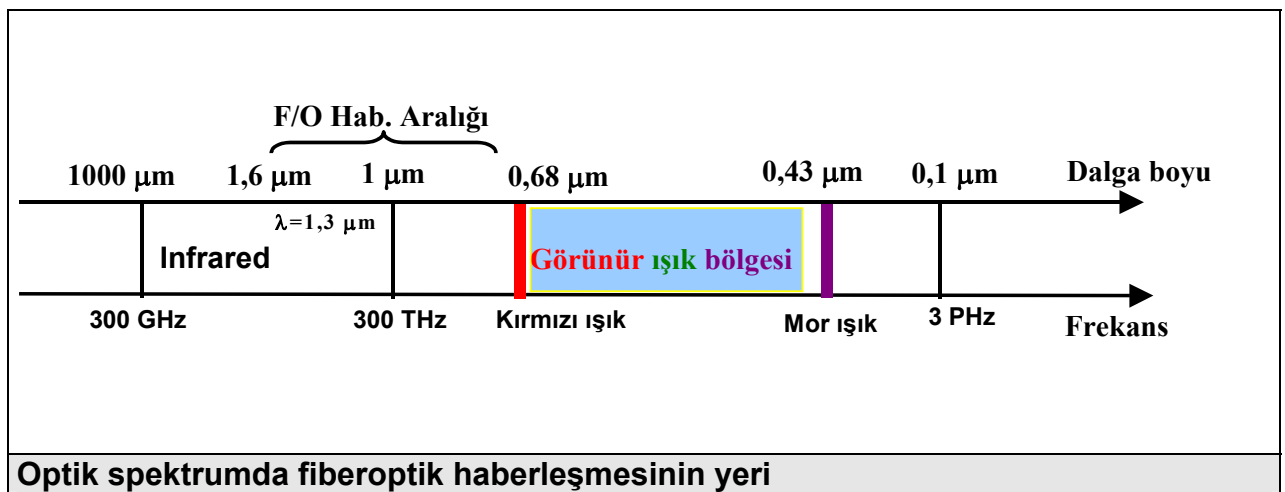 F/O Hab. Aralığı
1000 μm 1,6 μm 1 μm 0,68 μm 0,43 μm 0,1 μm Dalga boyu
λ=1,3 μm
Infrared Görünür ışık bölgesi
300 GHz 300 THz Kırmızı ışık Mor ışık 3 PHz Frekans
Optik spektrumda fiberoptik haberleşmesinin yeri